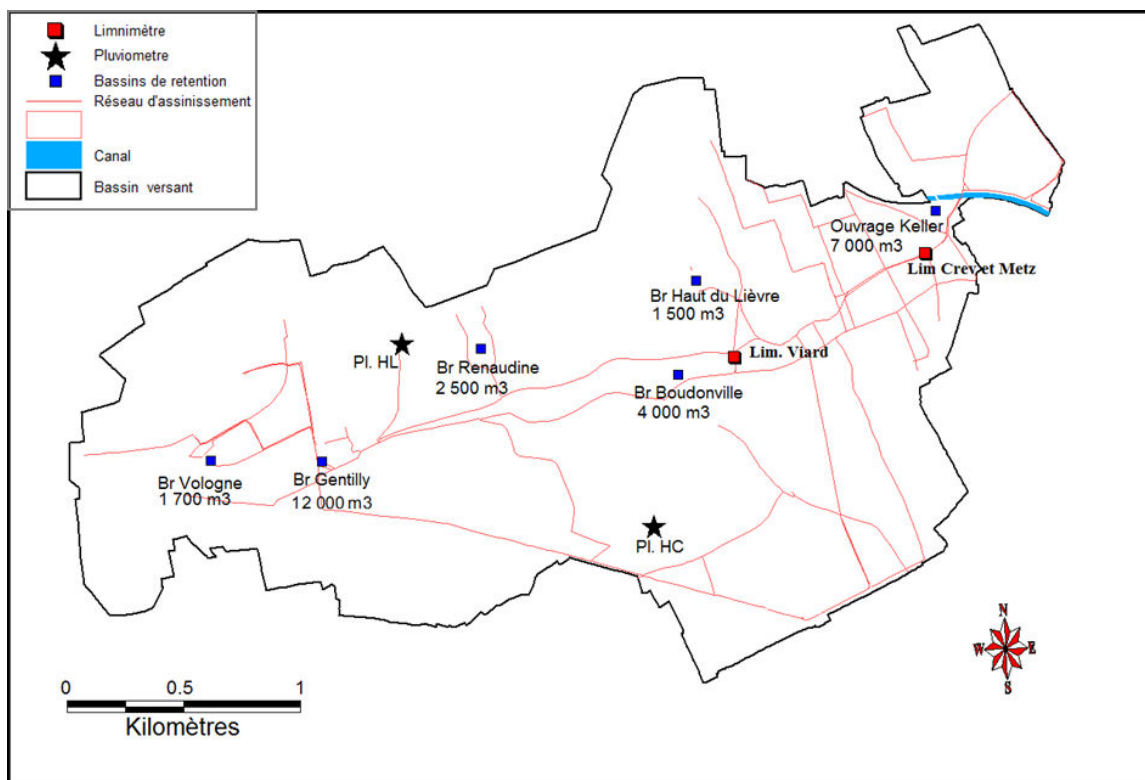 Limnimètre
Pluviometre
Bassins de retention
Réseau d'assinissement
Canal
Bassin versant
Ouvrage Keller
7 000 m3
Lim Crev et Metz
Br Haut du Lièvre
1 500 m3
Lim. Viard
Pl. HL
Br Renaudine
2 500 m3
Br Boudonville
4 000 m3
Br Vologne
1 700 m3
Br Gentilly
12 000 m3
Pl. HC
N
W E
S
0 0.5 1
Kilomètres